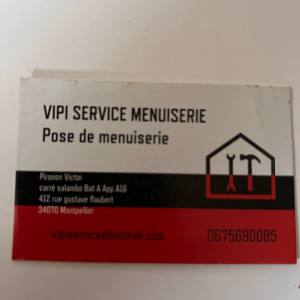 VIPI SERVICE MENUISERIE
Pose de menuiserie
Pironon Victor
carré salambo Bat A App A16
412 rue gustave flaubert
34070 Montpellier
vipiservice@hotmail.com
0675690085